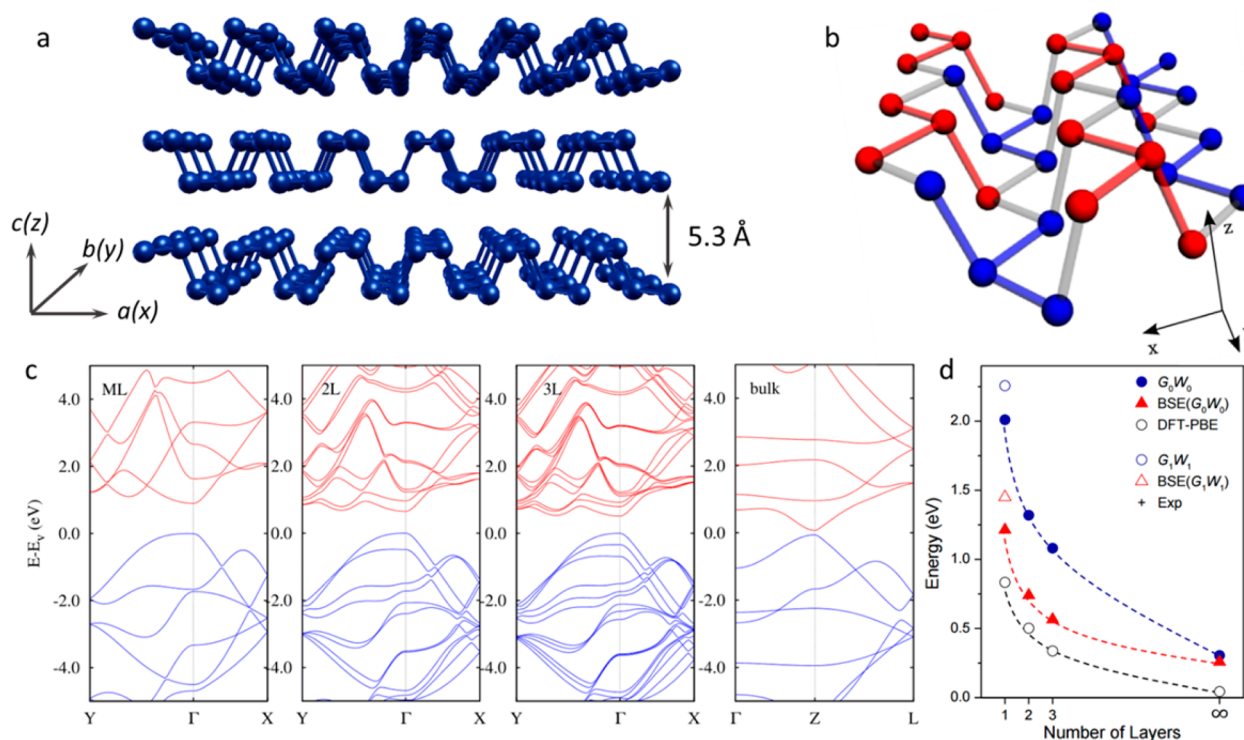 a
c(z)
b(y)
a(x)
5.3 Å
b
z
x
c
ML
2L
3L
bulk
E-Eᵥ (eV)
4.0
2.0
0.0
-2.0
-4.0
4.0
2.0
0.0
-2.0
-4.0
4.0
2.0
0.0
-2.0
-4.0
4.0
2.0
0.0
-2.0
-4.0
Y Γ X
Y Γ X
Y Γ X
Γ Z L
d
G₀W₀
BSE(G₀W₀)
DFT-PBE
G₁W₁
BSE(G₁W₁)
Exp
Energy (eV)
2.0
1.5
1.0
0.5
0.0
1 2 3 ∞
Number of Layers